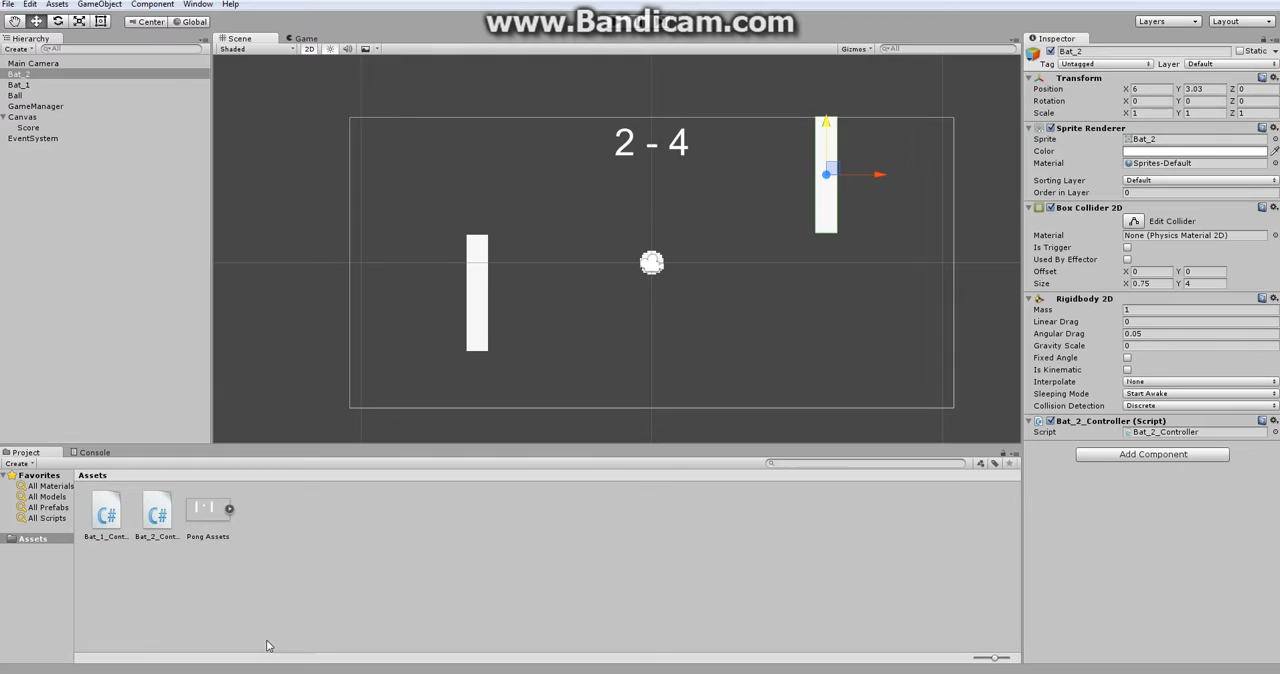 www.Bandicam.com
File Edit Assets GameObject Component Window Help
Center Global
Layers Layout
Hierarchy
Create All
Main Camera
Bat_2
Bat_1
Ball
GameManager
Canvas
Score
EventSystem
Scene Game
Shaded 2D Gizmos All
2 - 4
Inspector
Bat_2 Static
Tag Untagged Layer Default
Transform
Position X 6 Y 3.03 Z 0
Rotation X 0 Y 0 Z 0
Scale X 1 Y 1 Z 1
Sprite Renderer
Sprite Bat_2
Color
Material Sprites-Default
Sorting Layer Default
Order in Layer 0
Box Collider 2D
Edit Collider
Material None (Physics Material 2D)
Is Trigger
Used By Effector
Offset X 0 Y 0
Size X 0.75 Y 4
Rigidbody 2D
Mass 1
Linear Drag 0
Angular Drag 0.05
Gravity Scale 0
Fixed Angle
Is Kinematic
Interpolate None
Sleeping Mode Start Awake
Collision Detection Discrete
Bat_2_Controller (Script)
Script Bat_2_Controller
Add Component
Project Console
Create
Favorites
All Materials
All Models
All Prefabs
All Scripts
Assets
Assets
C# C#
Bat_1_Cont... Bat_2_Cont... Pong Assets